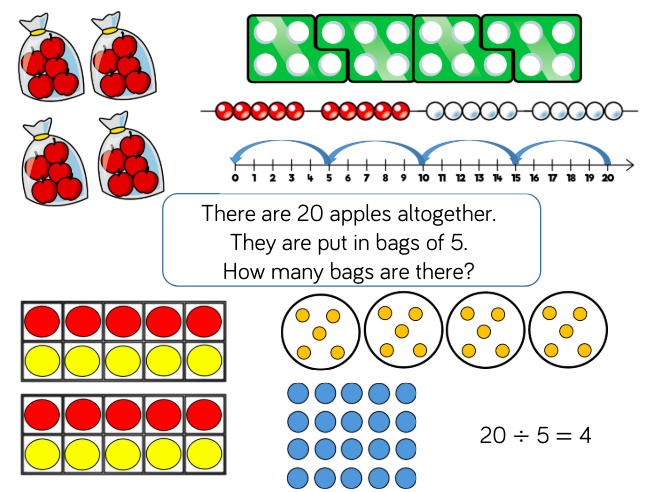 0 1 2 3 4 5 6 7 8 9 10 11 12 13 14 15 16 17 18 19 20
There are 20 apples altogether.
They are put in bags of 5.
How many bags are there?
20 ÷ 5 = 4